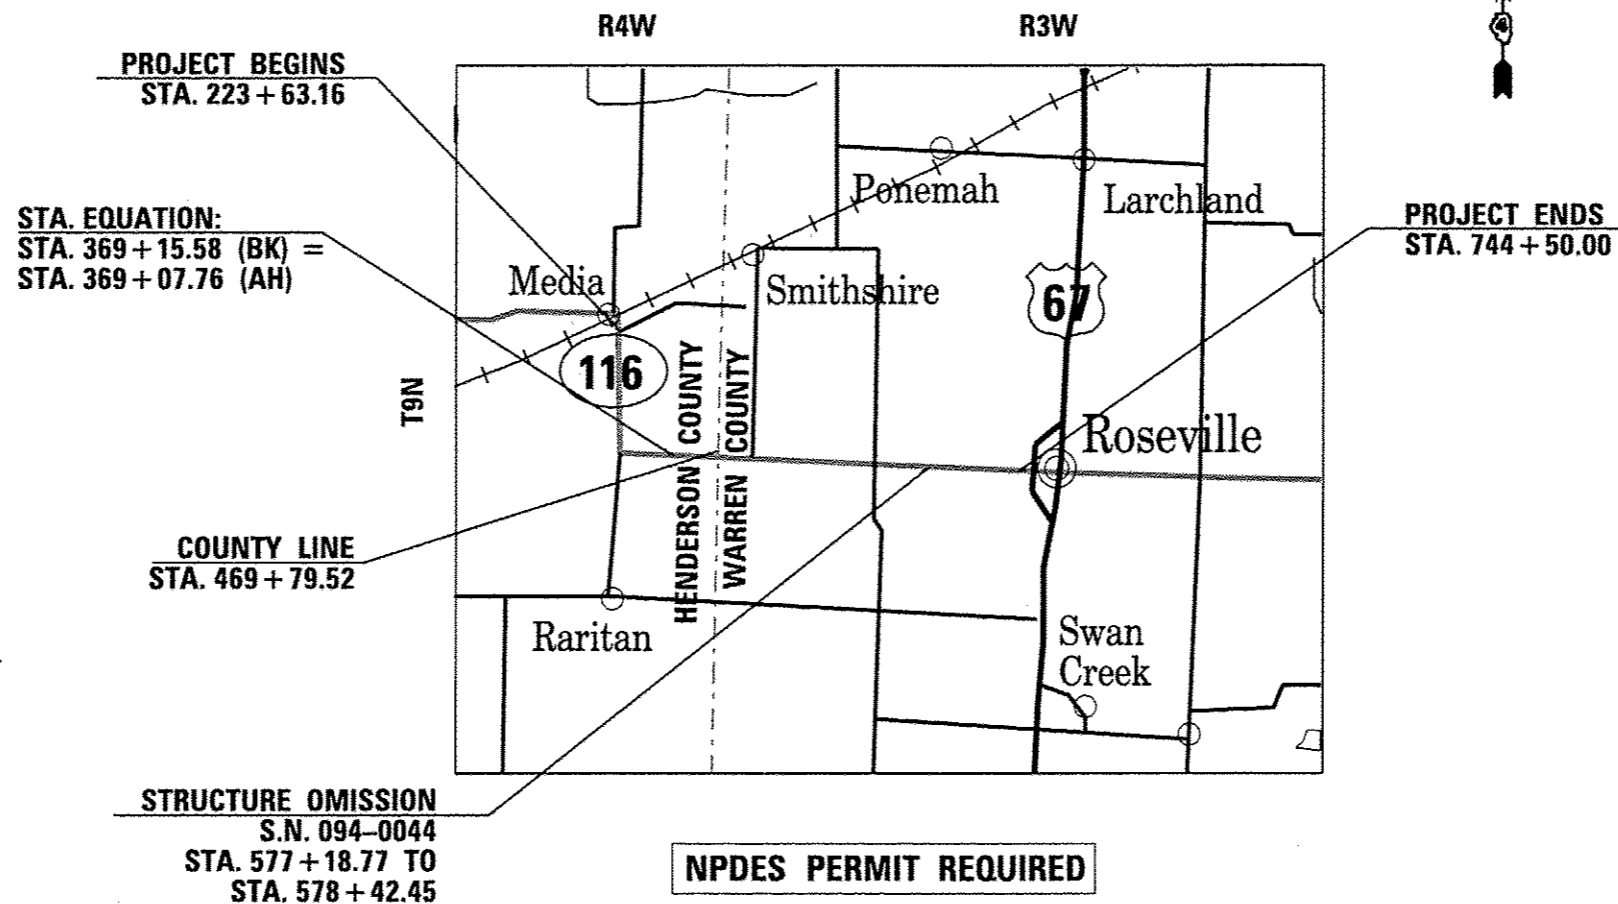 R4W
R3W
PROJECT BEGINS
STA. 223+63.16
STA. EQUATION:
STA. 369+15.58 (BK) =
STA. 369+07.76 (AH)
PROJECT ENDS
STA. 744+50.00
Ponemah
Larchland
Media
Smithshire
67
116
T9N
HENDERSON COUNTY
WARREN COUNTY
Roseville
COUNTY LINE
STA. 469+79.52
Raritan
Swan
Creek
STRUCTURE OMISSION
S.N. 094-0044
STA. 577+18.77 TO
STA. 578+42.45
NPDES PERMIT REQUIRED